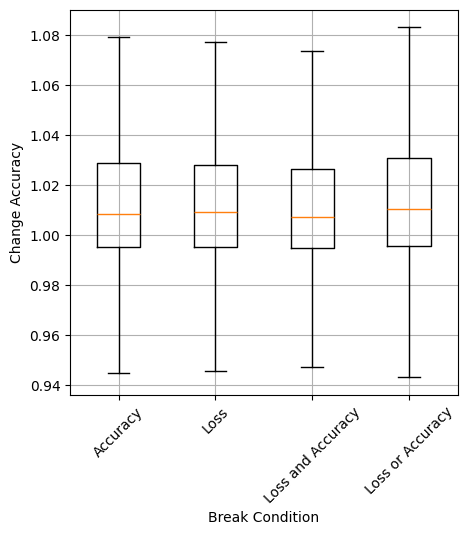 Change Accuracy
1.08
1.06
1.04
1.02
1.00
0.98
0.96
0.94
Accuracy
Loss
Loss and Accuracy
Loss or Accuracy
Break Condition